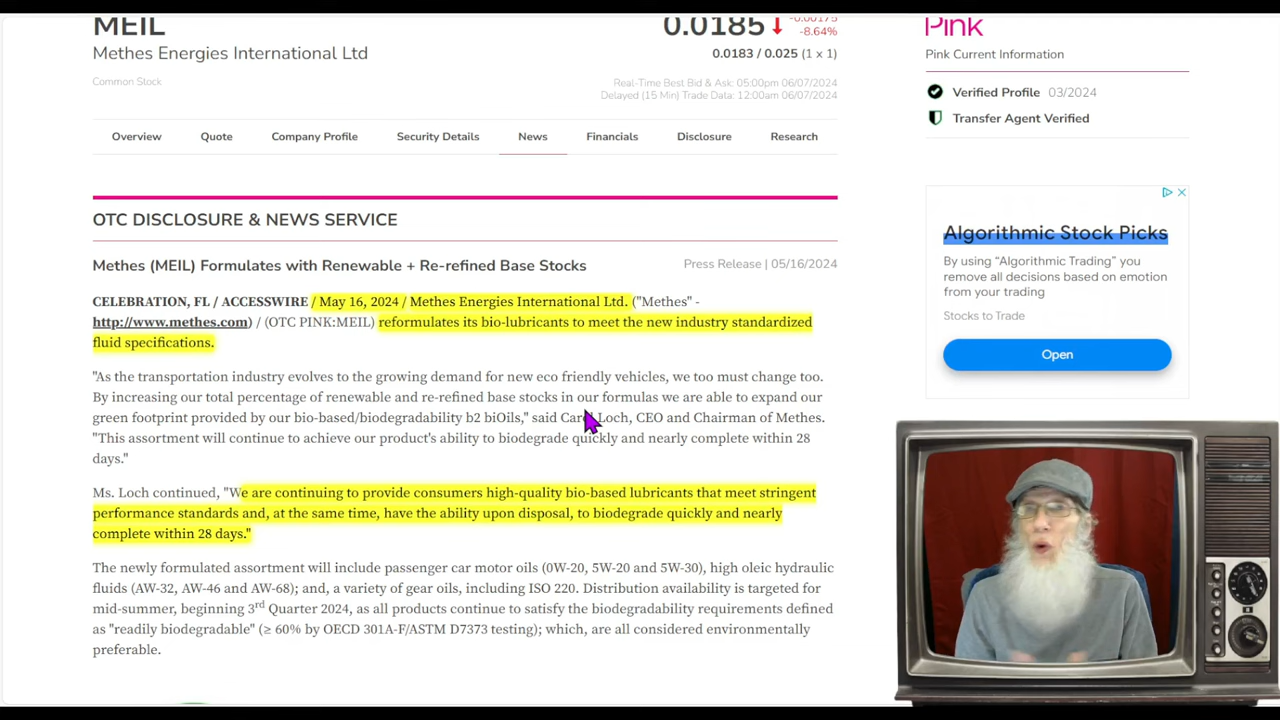 MEIL
0.0185
-0.00175
-8.64%
Methes Energies International Ltd
0.0183 / 0.025 (1 x 1)
Common Stock
Real-Time Best Bid & Ask: 05:00pm 06/07/2024
Delayed (15 Min) Trade Data: 12:00am 06/07/2024
Pink
Pink Current Information
Verified Profile 03/2024
Transfer Agent Verified
Overview Quote Company Profile Security Details News Financials Disclosure Research
OTC DISCLOSURE & NEWS SERVICE
Methes (MEIL) Formulates with Renewable + Re-refined Base Stocks
Press Release | 05/16/2024
CELEBRATION, FL / ACCESSWIRE / May 16, 2024 / Methes Energies International Ltd. ("Methes" -
http://www.methes.com) / (OTC PINK:MEIL) reformulates its bio-lubricants to meet the new industry standardized
fluid specifications.
"As the transportation industry evolves to the growing demand for new eco friendly vehicles, we too must change too.
By increasing our total percentage of renewable and re-refined base stocks in our formulas we are able to expand our
green footprint provided by our bio-based/biodegradability b2 biOils," said Carol Loch, CEO and Chairman of Methes.
"This assortment will continue to achieve our product's ability to biodegrade quickly and nearly complete within 28
days."
Ms. Loch continued, "We are continuing to provide consumers high-quality bio-based lubricants that meet stringent
performance standards and, at the same time, have the ability upon disposal, to biodegrade quickly and nearly
complete within 28 days."
The newly formulated assortment will include passenger car motor oils (0W-20, 5W-20 and 5W-30), high oleic hydraulic
fluids (AW-32, AW-46 and AW-68); and, a variety of gear oils, including ISO 220. Distribution availability is targeted for
mid-summer, beginning 3rd Quarter 2024, as all products continue to satisfy the biodegradability requirements defined
as "readily biodegradable" (≥ 60% by OECD 301A-F/ASTM D7373 testing); which, are all considered environmentally
preferable.
Algorithmic Stock Picks
By using “Algorithmic Trading” you
remove all decisions based on emotion
in your trading
Stocks to Trade
Open